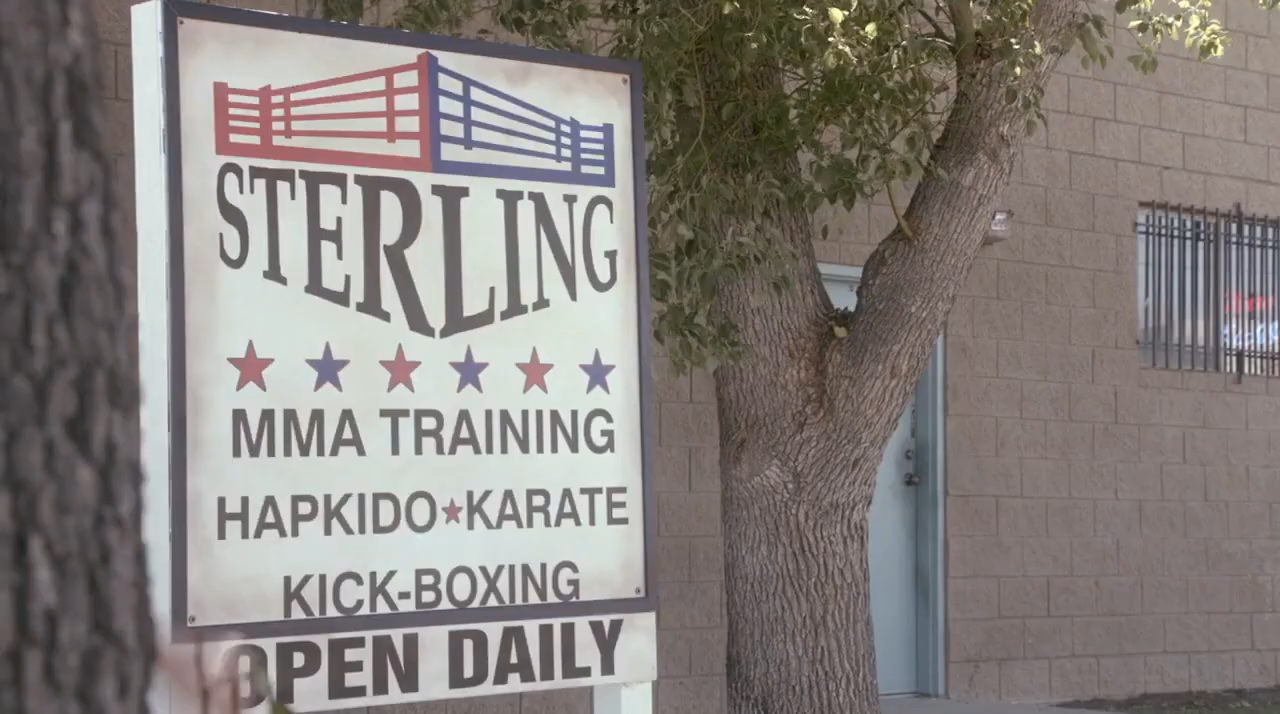 STERLING
MMA TRAINING
HAPKIDO★KARATE
KICK-BOXING
OPEN DAILY